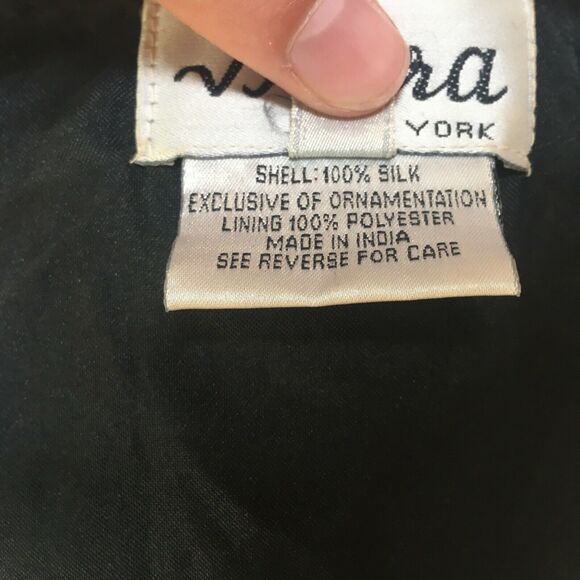 YORK
SHELL: 100% SILK
EXCLUSIVE OF ORNAMENTATION
LINING 100% POLYESTER
MADE IN INDIA
SEE REVERSE FOR CARE